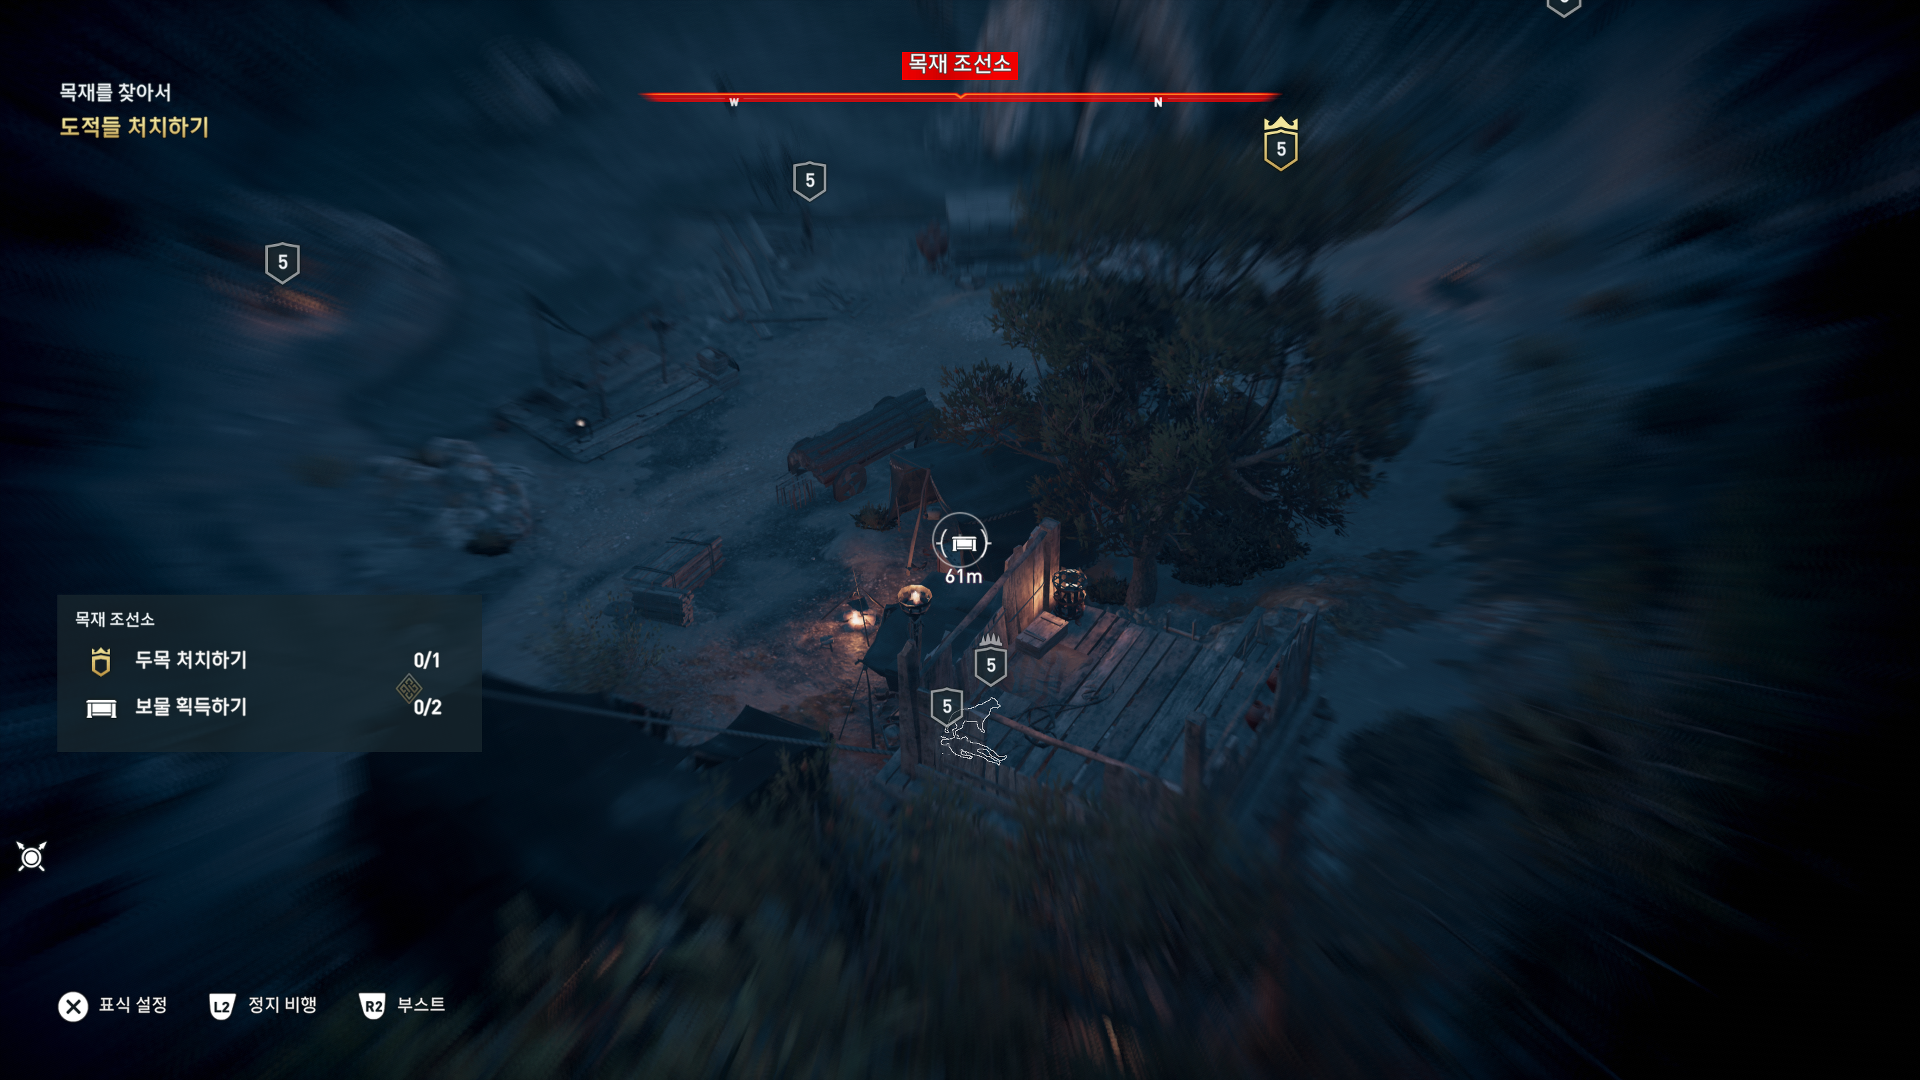 목재 조선소
W
N
목재를 찾아서
도적들 처치하기
5
5
5
61m
5
5
목재 조선소
두목 처치하기 0/1
보물 획득하기 0/2
표식 설정
L2 정지 비행
R2 부스트